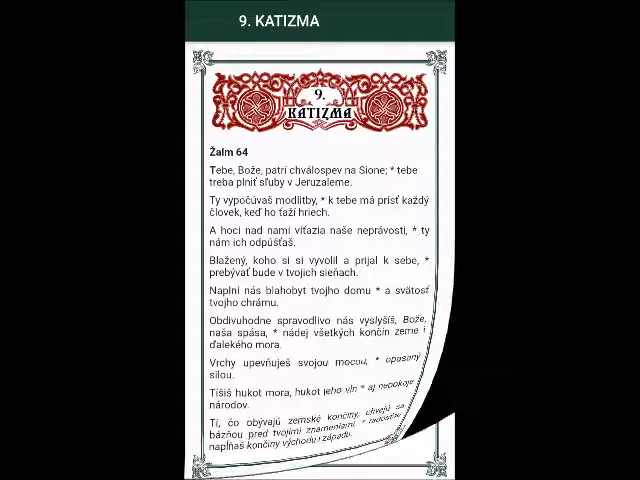 9. KATIZMA
9.
KATIZMA
Žalm 64
Tebe, Bože, patrí chválospev na Sione; * tebe
treba plniť sľuby v Jeruzaleme.
Ty vypočúvaš modlitby, * k tebe má prísť každý
človek, keď ho ťaží hriech.
A hoci nad nami víťazia naše neprávosti, * ty
nám ich odpúšťaš.
Blažený, koho si si vyvolil a prijal k sebe, *
prebývať bude v tvojich sieňach.
Naplní nás blahobyt tvojho domu * a svätosť
tvojho chrámu.
Obdivuhodne spravodlivo nás vyslyšíš, Bože,
naša spása, * nádej všetkých končín zeme i
ďalekého mora.
Vrchy upevňuješ svojou mocou, * opásaný
silou.
Tíšiš hukot mora, hukot jeho vĺn * aj nepokoje
národov.
Tí, čo obývajú zemské končiny, chvejú sa
bázňou pred tvojimi znameniami, * radosťou
napĺňaš končiny východu i západu.